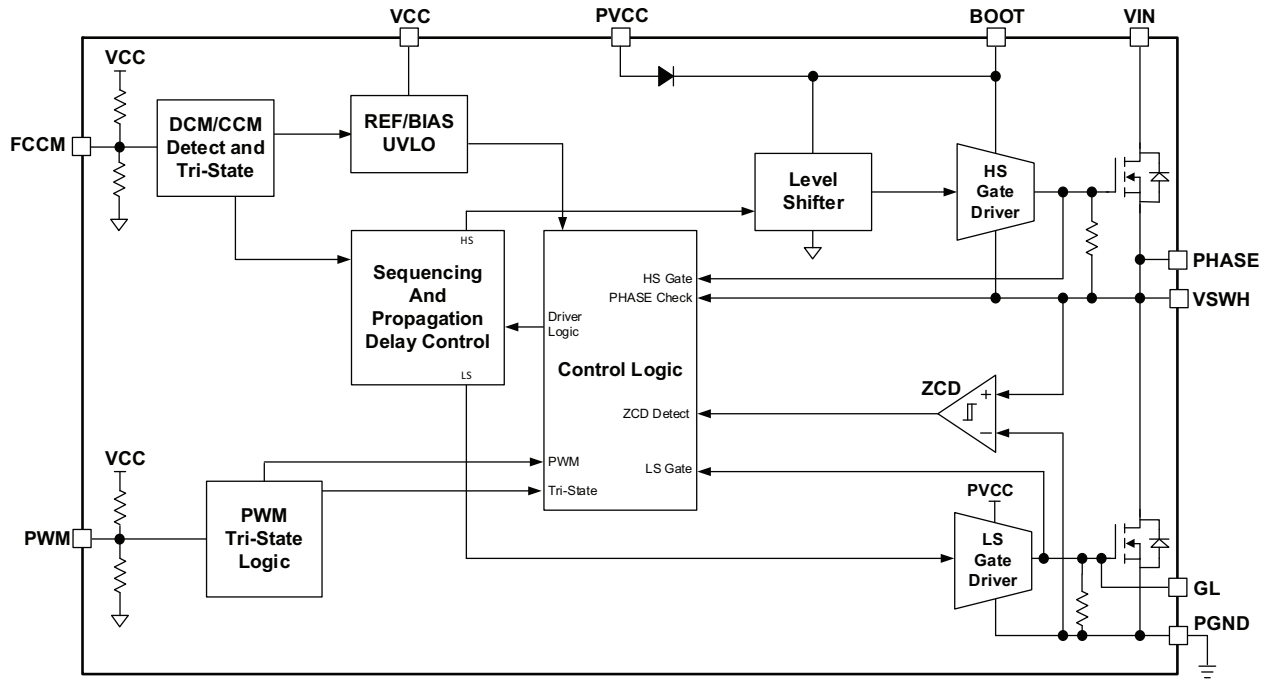 VCC
PVCC
BOOT
VIN
VCC
FCCM
DCM/CCM
Detect and
Tri-State
REF/BIAS
UVLO
Level
Shifter
HS
Gate
Driver
HS
Sequencing
And
Propagation
Delay Control
LS
HS Gate
PHASE Check
Driver
Logic
Control Logic
ZCD Detect
LS Gate
PWM
Tri-State
PHASE
VSWH
ZCD
+
−
VCC
PWM
PWM
Tri-State
Logic
PVCC
LS
Gate
Driver
GL
PGND